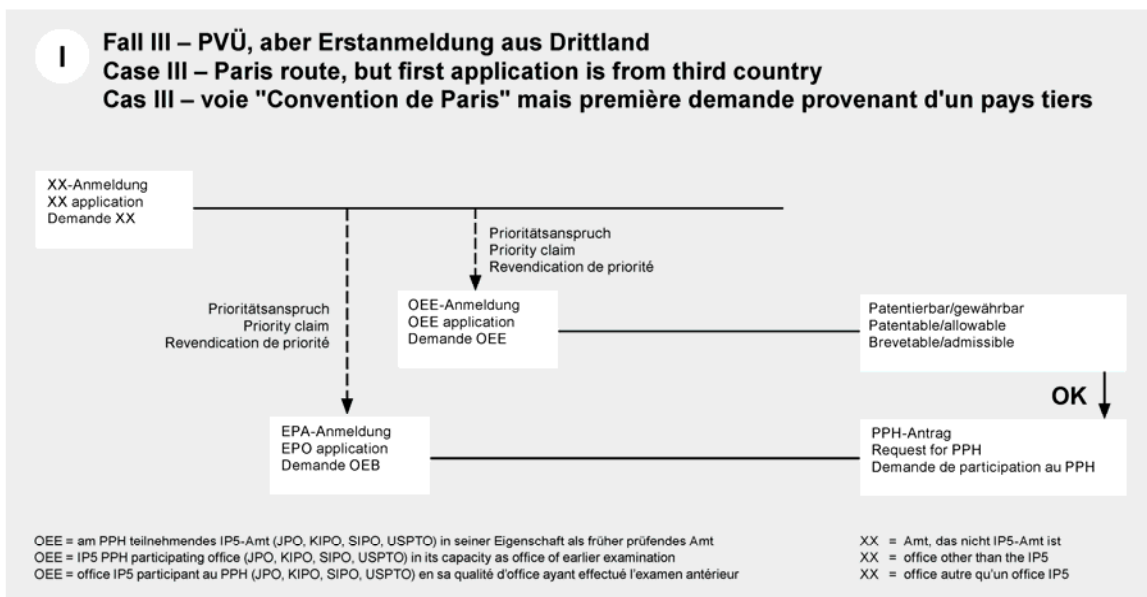 I
Fall III – PVÜ, aber Erstanmeldung aus Drittland
Case III – Paris route, but first application is from third country
Cas III – voie "Convention de Paris" mais première demande provenant d'un pays tiers
XX-Anmeldung
XX application
Demande XX
Prioritätsanspruch
Priority claim
Revendication de priorité
Prioritätsanspruch
Priority claim
Revendication de priorité
OEE-Anmeldung
OEE application
Demande OEE
Patentierbar/gewährbar
Patentable/allowable
Brevetable/admissible
OK
EPA-Anmeldung
EPO application
Demande OEB
PPH-Antrag
Request for PPH
Demande de participation au PPH
OEE = am PPH teilnehmendes IP5-Amt (JPO, KIPO, SIPO, USPTO) in seiner Eigenschaft als früher prüfendes Amt
OEE = IP5 PPH participating office (JPO, KIPO, SIPO, USPTO) in its capacity as office of earlier examination
OEE = office IP5 participant au PPH (JPO, KIPO, SIPO, USPTO) en sa qualité d'office ayant effectué l'examen antérieur
XX = Amt, das nicht IP5-Amt ist
XX = office other than the IP5
XX = office autre qu'un office IP5